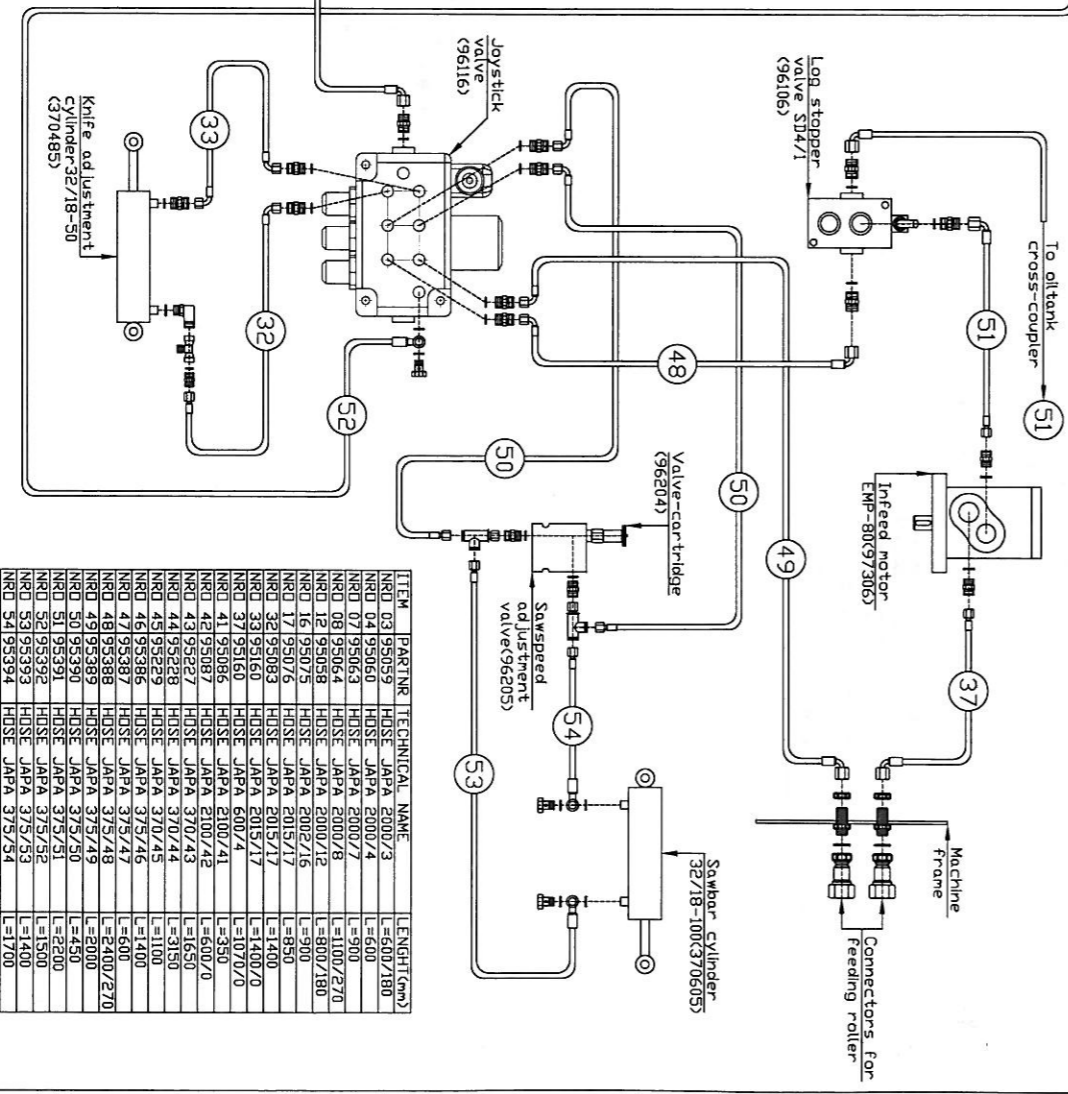 To oiltank
cross-coupler
51
Log stopper
valve SD4/1
(96106)
51
Infeed motor
EMP-80(97306)
37
Machine
frame
Connectors for
feeding roller
Joystick
valve
(96116)
48
49
50
50
Valve-cartridge
(96204)
Sawspeed
adjustment
valve(96205)
54
53
Sawbar cylinder
32/18-100(370605)
33
32
52
Knife adjustment
cylinder32/18-50
(370485)
ITEM PARTNR TECHNICAL NAME LENGHT(mm)
NRO 03 95059 HOSE JAPA 2000/3 L=600/180
NRO 04 95060 HOSE JAPA 2000/4 L=600
NRO 07 95063 HOSE JAPA 2000/7 L=900
NRO 08 95064 HOSE JAPA 2000/8 L=1100/270
NRO 12 95058 HOSE JAPA 2000/12 L=800/180
NRO 16 95075 HOSE JAPA 2002/16 L=900
NRO 17 95076 HOSE JAPA 2015/17 L=850
NRO 32 95083 HOSE JAPA 2015/17 L=1400
NRO 33 95160 HOSE JAPA 2015/17 L=1400/0
NRO 37 95160 HOSE JAPA 600/4 L=1070/0
NRO 41 95086 HOSE JAPA 2100/41 L=350
NRO 42 95087 HOSE JAPA 2100/42 L=600/0
NRO 43 95227 HOSE JAPA 370/43 L=1650
NRO 44 95228 HOSE JAPA 370/44 L=3150
NRO 45 95229 HOSE JAPA 370/45 L=1100
NRO 46 95386 HOSE JAPA 375/46 L=1400
NRO 47 95387 HOSE JAPA 375/47 L=600
NRO 48 95388 HOSE JAPA 375/48 L=2400/270
NRO 49 95389 HOSE JAPA 375/49 L=2000
NRO 50 95390 HOSE JAPA 375/50 L=450
NRO 51 95391 HOSE JAPA 375/51 L=2200
NRO 52 95392 HOSE JAPA 375/52 L=1500
NRO 53 95393 HOSE JAPA 375/53 L=1400
NRO 54 95394 HOSE JAPA 375/54 L=1700